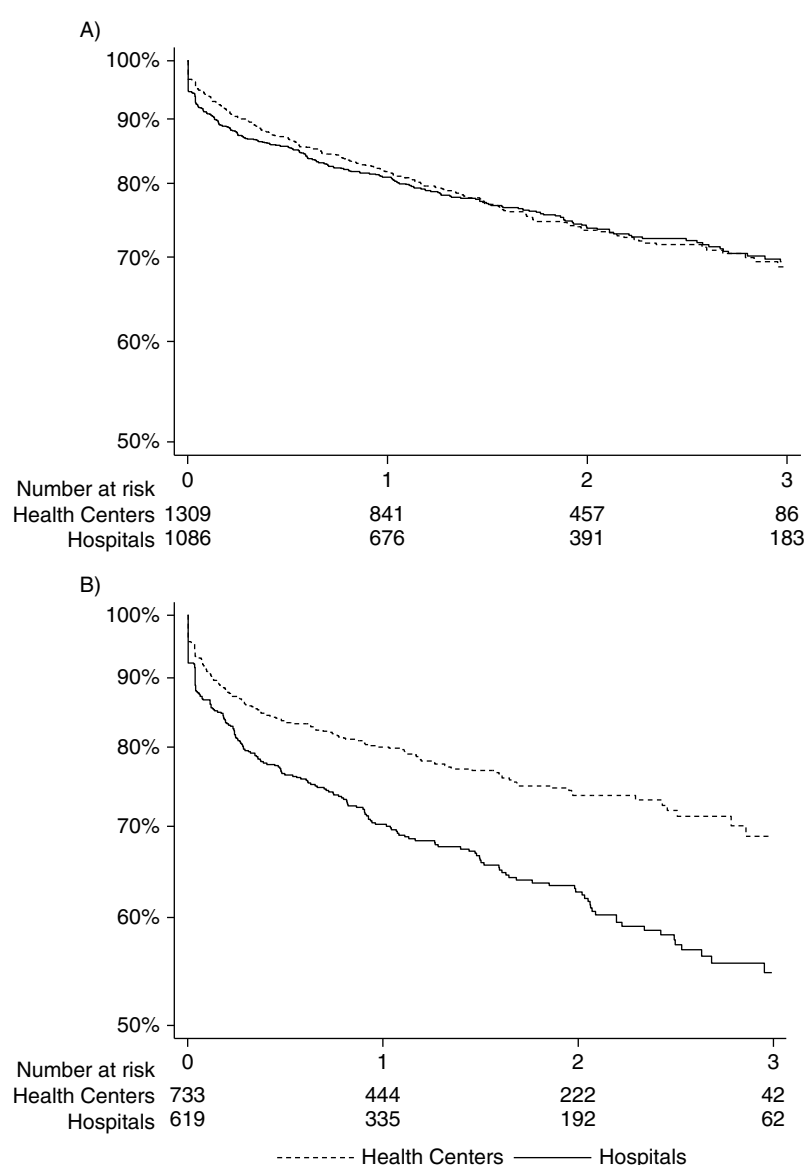 A)
100%
90%
80%
70%
60%
50%
0 1 2 3
Number at risk
Health Centers 1309 841 457 86
Hospitals 1086 676 391 183
B)
100%
90%
80%
70%
60%
50%
0 1 2 3
Number at risk
Health Centers 733 444 222 42
Hospitals 619 335 192 62
Health Centers Hospitals